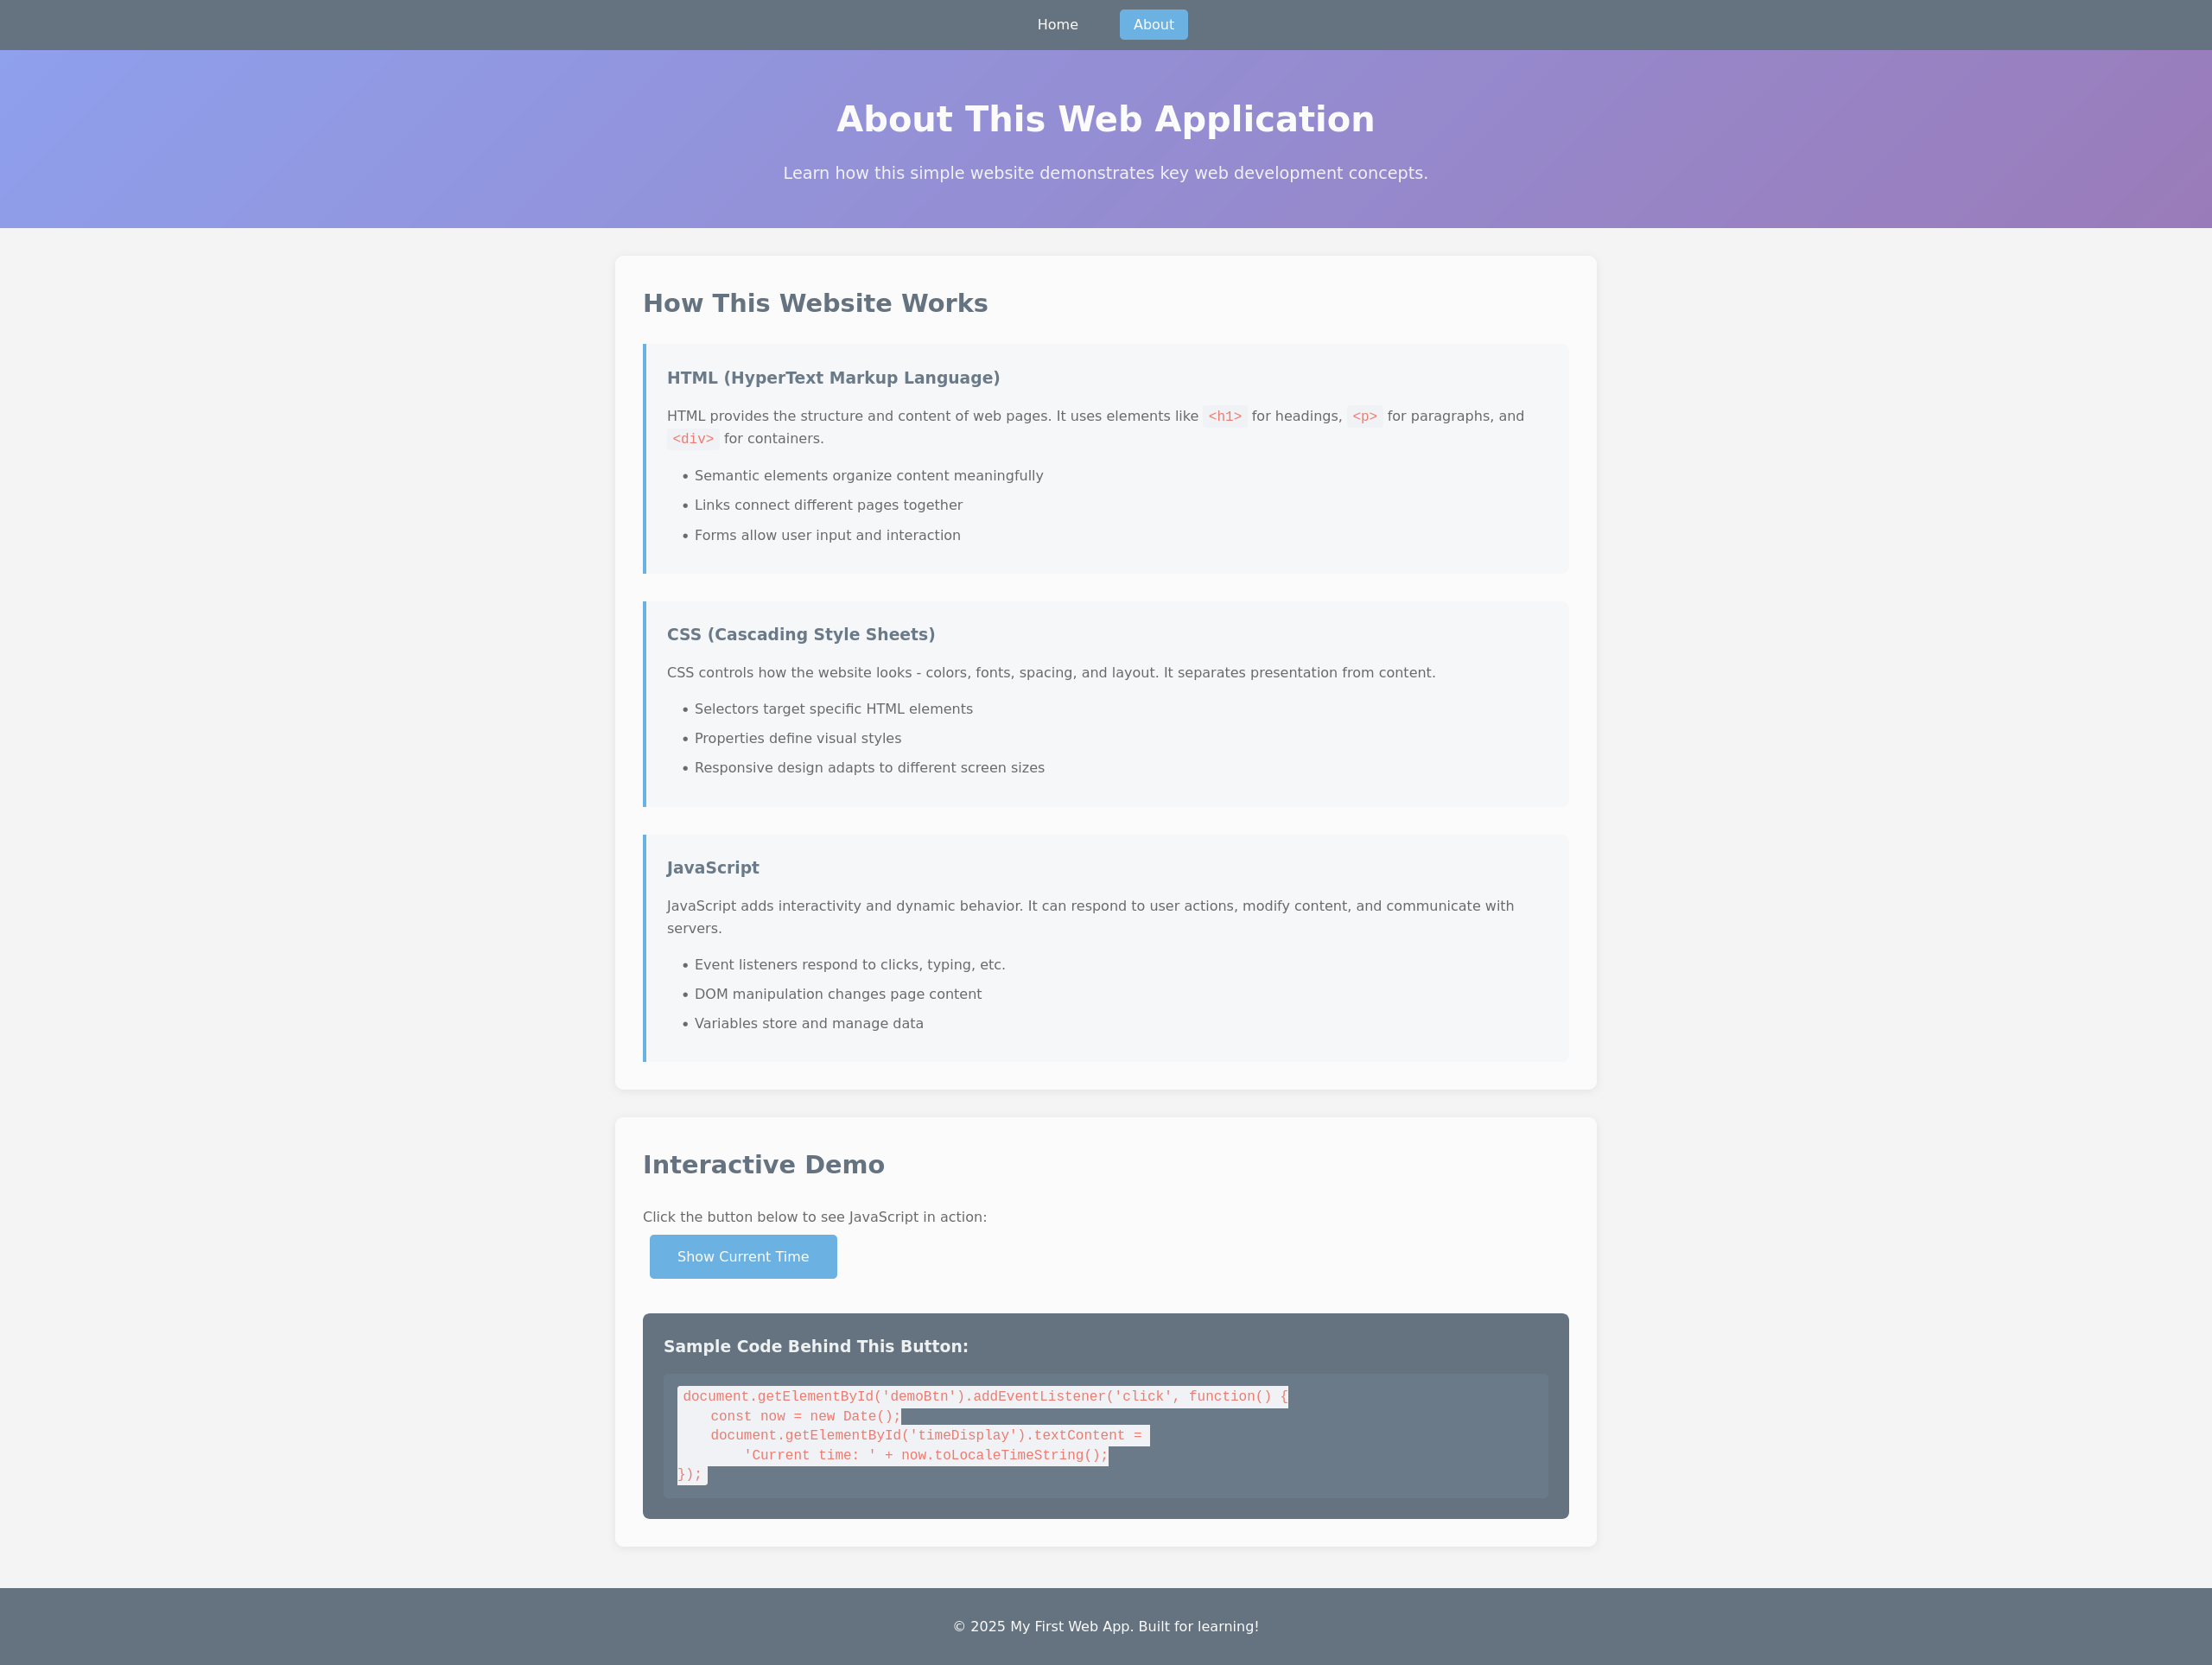 Home About
About This Web Application
Learn how this simple website demonstrates key web development concepts.
How This Website Works
HTML (HyperText Markup Language)
HTML provides the structure and content of web pages. It uses elements like <h1> for headings, <p> for paragraphs, and
<div> for containers.
• Semantic elements organize content meaningfully
• Links connect different pages together
• Forms allow user input and interaction
CSS (Cascading Style Sheets)
CSS controls how the website looks - colors, fonts, spacing, and layout. It separates presentation from content.
• Selectors target specific HTML elements
• Properties define visual styles
• Responsive design adapts to different screen sizes
JavaScript
JavaScript adds interactivity and dynamic behavior. It can respond to user actions, modify content, and communicate with
servers.
• Event listeners respond to clicks, typing, etc.
• DOM manipulation changes page content
• Variables store and manage data
Interactive Demo
Click the button below to see JavaScript in action:
Show Current Time
Sample Code Behind This Button:
document.getElementById('demoBtn').addEventListener('click', function() {
    const now = new Date();
    document.getElementById('timeDisplay').textContent =
        'Current time: ' + now.toLocaleTimeString();
});
© 2025 My First Web App. Built for learning!